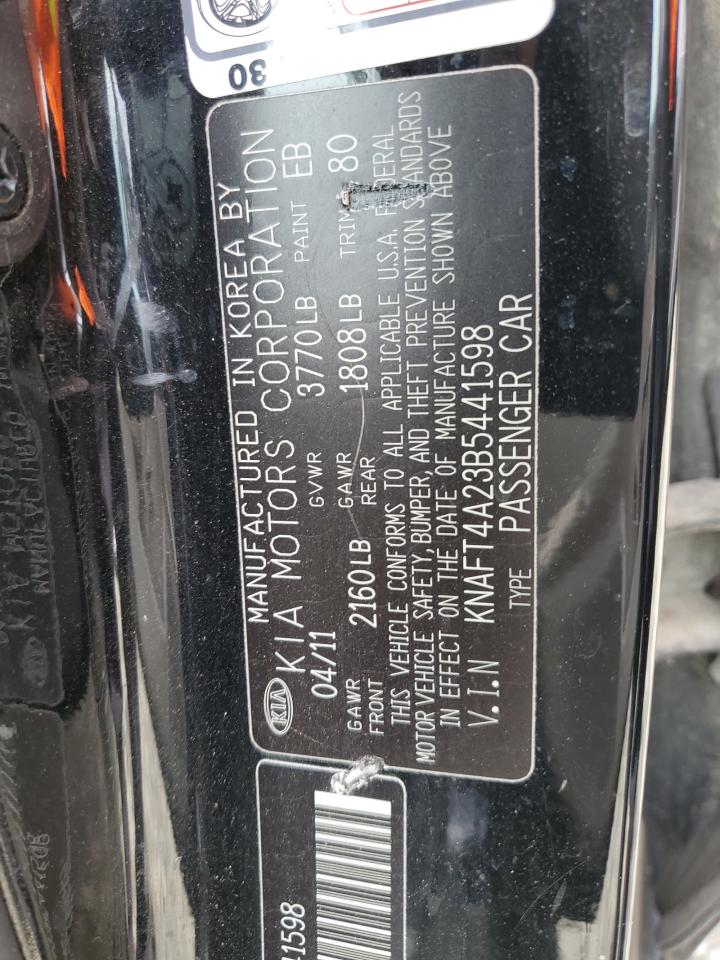 30
MANUFACTURED IN KOREA BY
KIA KIA MOTORS CORPORATION
04/11 GVWR 3770LB PAINT EB
GAWR FRONT 2160LB GAWR REAR 1808LB TRIM 80
THIS VEHICLE CONFORMS TO ALL APPLICABLE U.S.A. FEDERAL
MOTOR VEHICLE SAFETY, BUMPER, AND THEFT PREVENTION STANDARDS
IN EFFECT ON THE DATE OF MANUFACTURE SHOWN ABOVE
V.I.N KNAFT4A23B5441598
TYPE PASSENGER CAR
41598